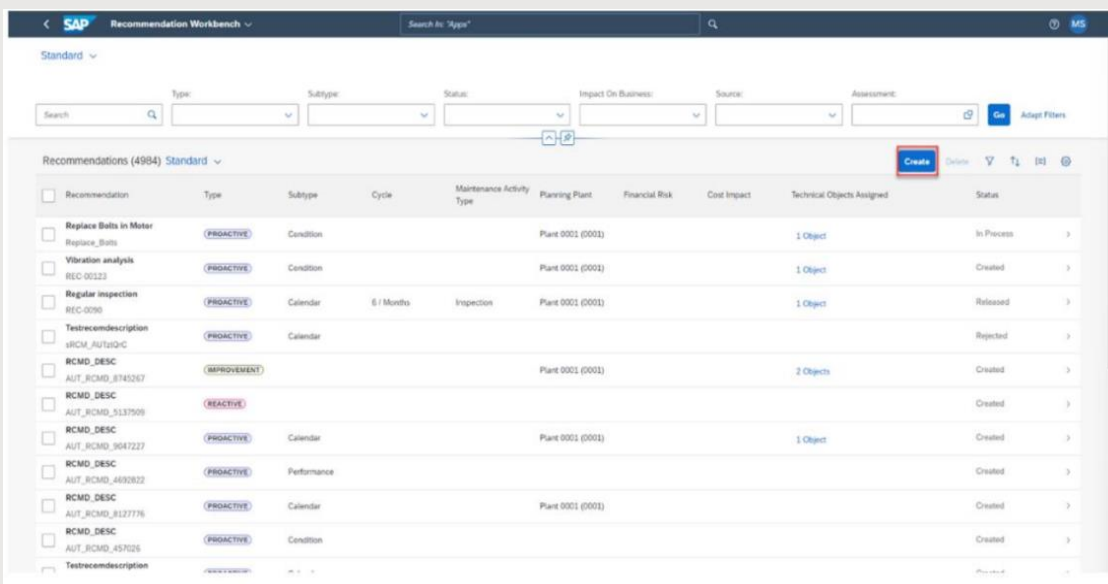 SAP Recommendation Workbench Search In: "Apps" MS
Standard
Type: Subtype: Status: Impact On Business: Source: Assessment:
Search Go Adapt Filters
Recommendations (4984) Standard Create Delete
Recommendation Type Subtype Cycle Maintenance Activity Type Planning Plant Financial Risk Cost Impact Technical Objects Assigned Status
Replace Bolts in Motor
Replace_Bolts PROACTIVE Condition Plant 0001 (0001) 1 Object In Process
Vibration analysis
REC-00123 PROACTIVE Condition Plant 0001 (0001) 1 Object Created
Regular inspection
REC-0090 PROACTIVE Calendar 6 / Months Inspection Plant 0001 (0001) 1 Object Released
Testrecomdescription
PROACTIVE Calendar Rejected
RCMD_DESC
AUT_RCMD_8745267 IMPROVEMENT Plant 0001 (0001) 2 Objects Created
RCMD_DESC
AUT_RCMD_5137509 REACTIVE Created
RCMD_DESC
AUT_RCMD_9047227 PROACTIVE Calendar Plant 0001 (0001) 1 Object Created
RCMD_DESC
AUT_RCMD_4692822 PROACTIVE Performance Created
RCMD_DESC
AUT_RCMD_8127776 PROACTIVE Calendar Plant 0001 (0001) Created
RCMD_DESC
AUT_RCMD_457026 PROACTIVE Condition Created
Testrecomdescription